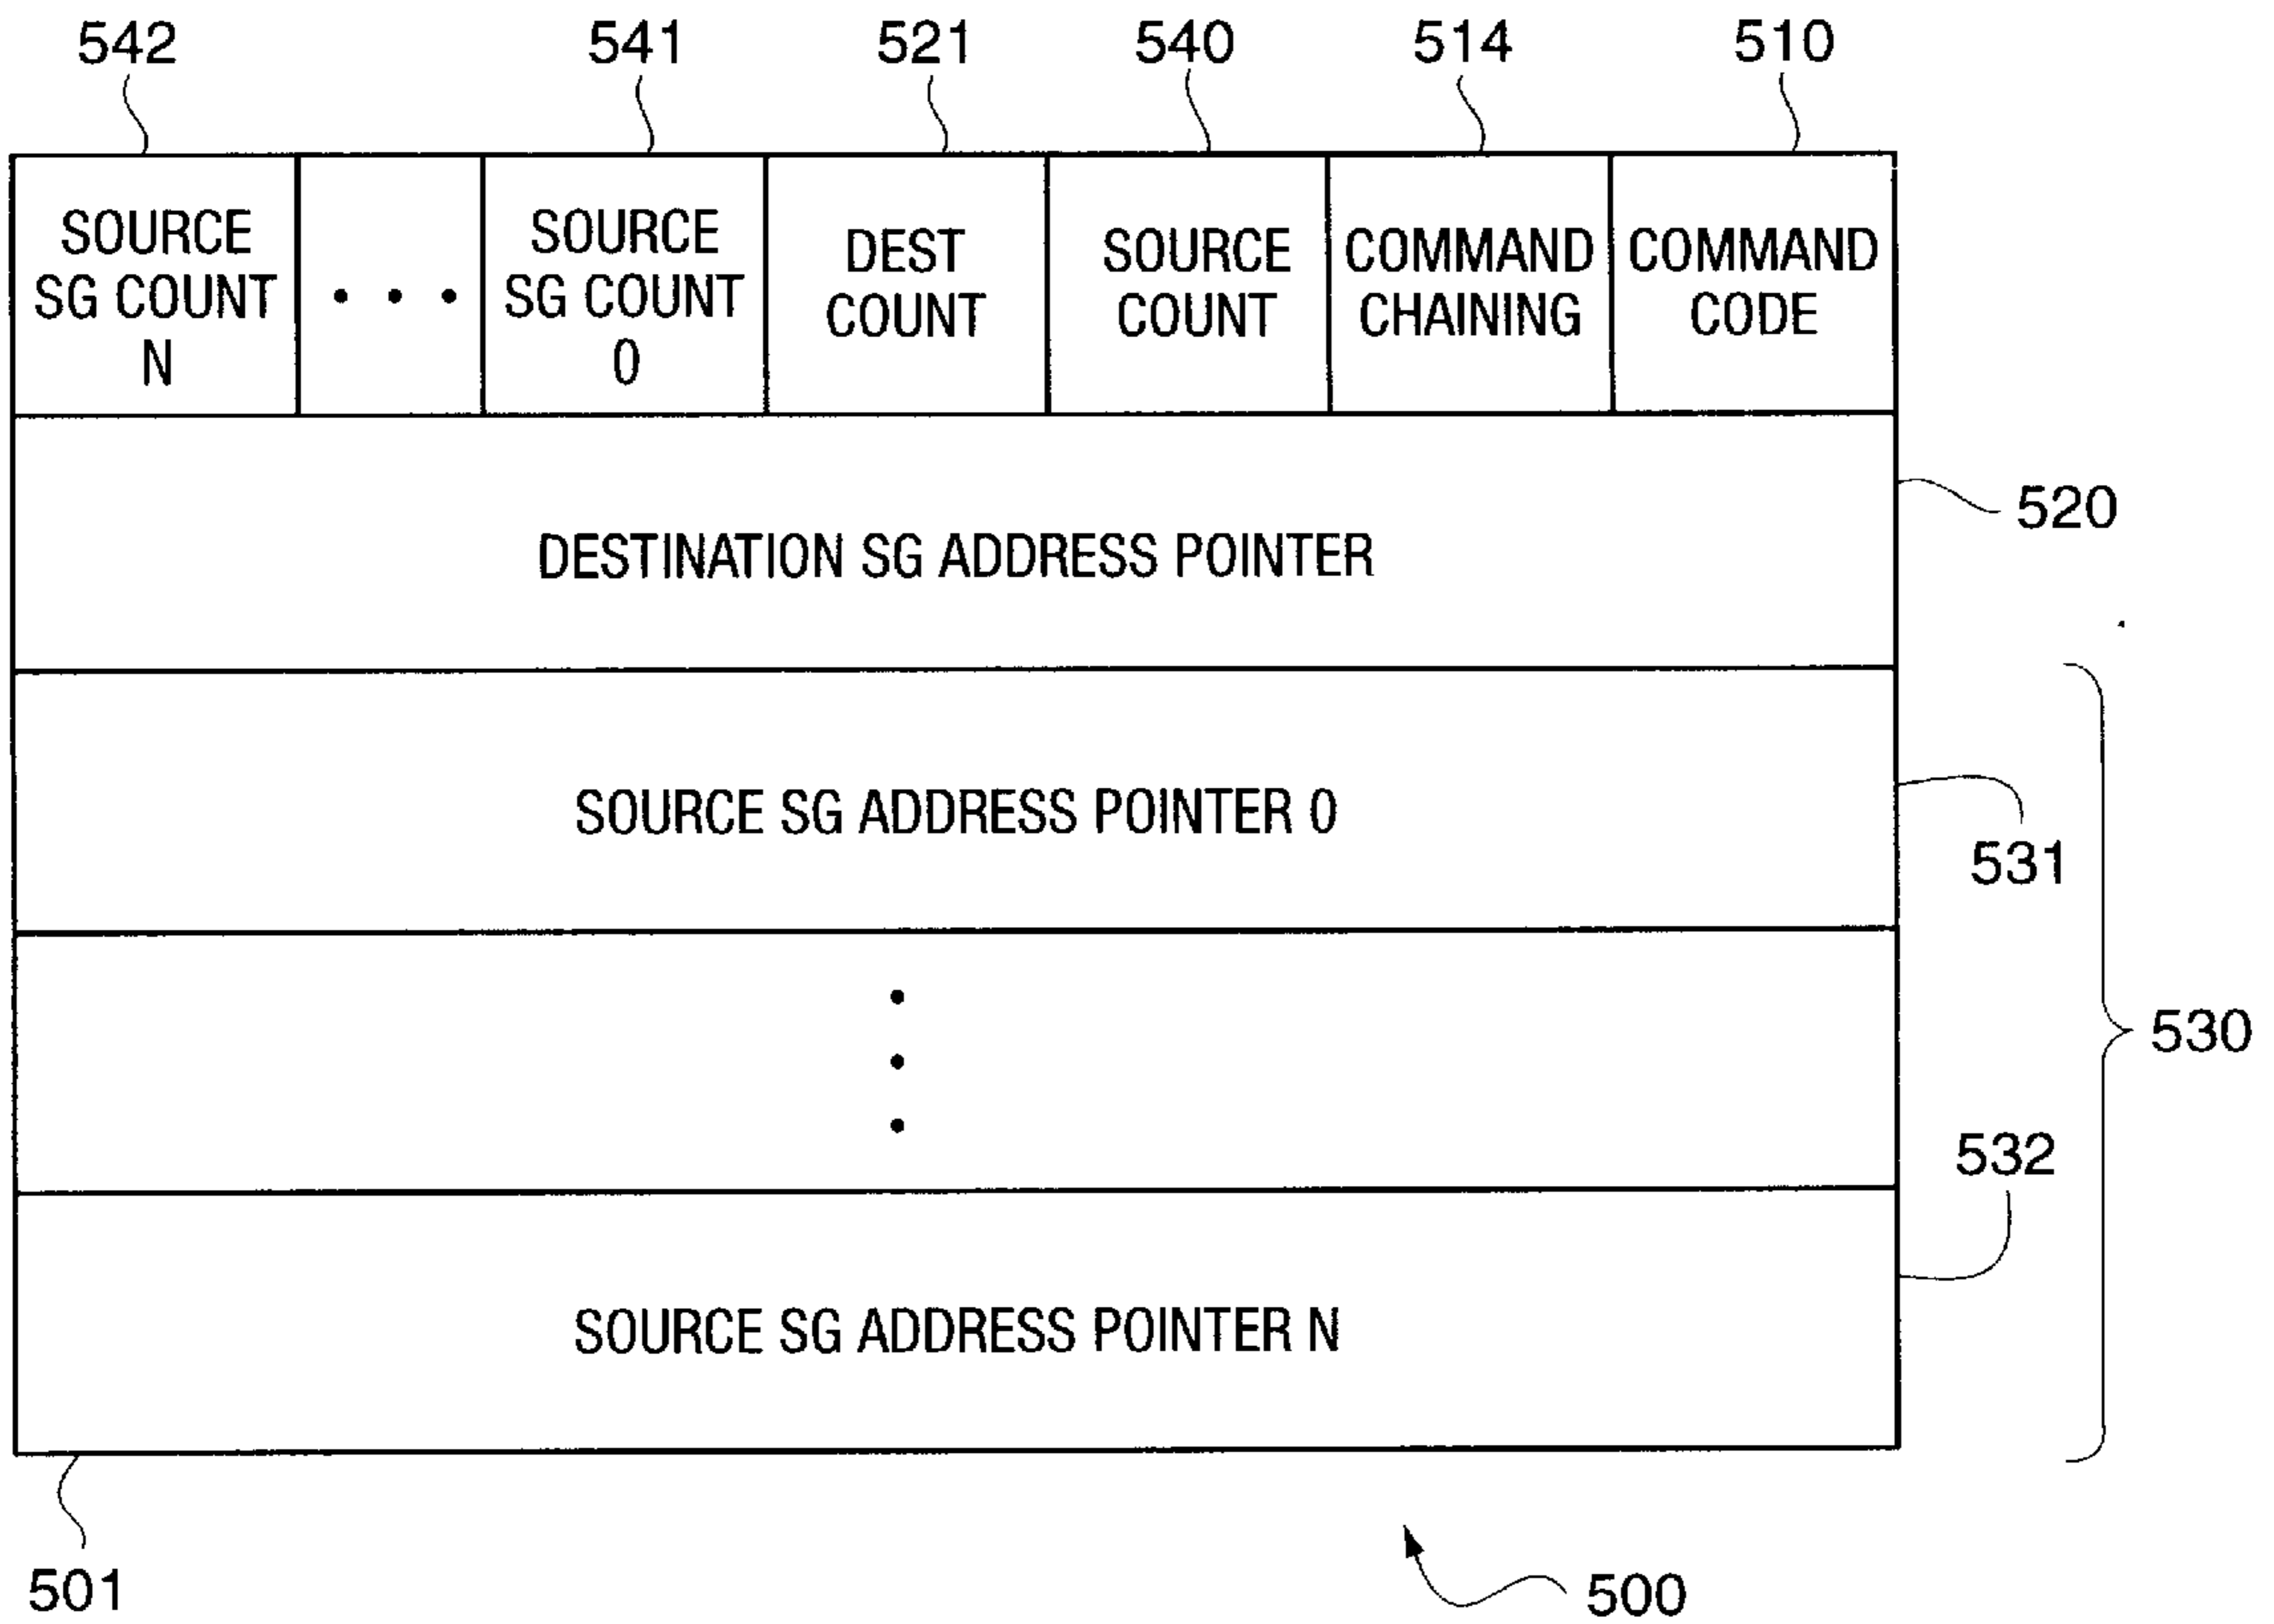 542 541 521 540 514 510
SOURCE SG COUNT N
• • •
SOURCE SG COUNT 0
DEST COUNT
SOURCE COUNT
COMMAND CHAINING
COMMAND CODE
DESTINATION SG ADDRESS POINTER
520
SOURCE SG ADDRESS POINTER 0
531
530
532
SOURCE SG ADDRESS POINTER N
501
500